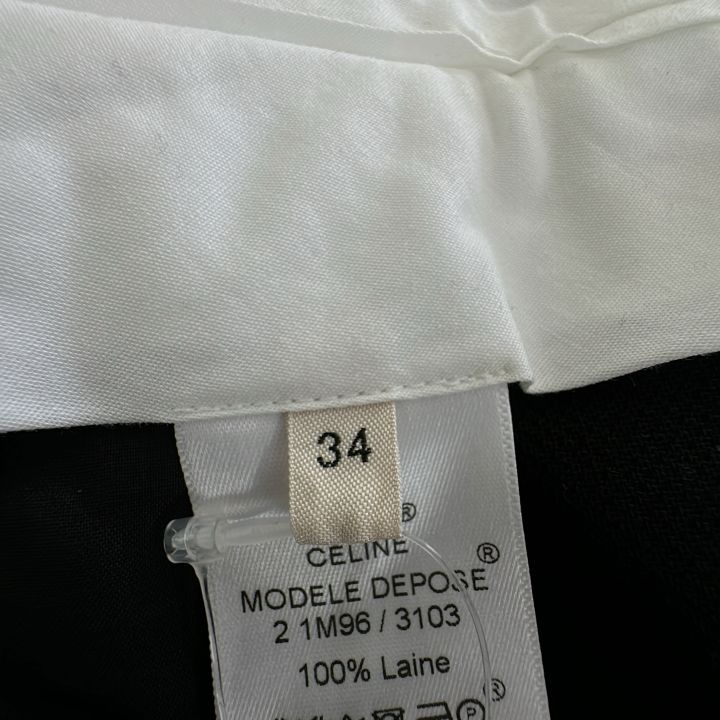 34
®
CELINE
MODELE DEPOSE®
2 1M96 / 3103
100% Laine
®
P